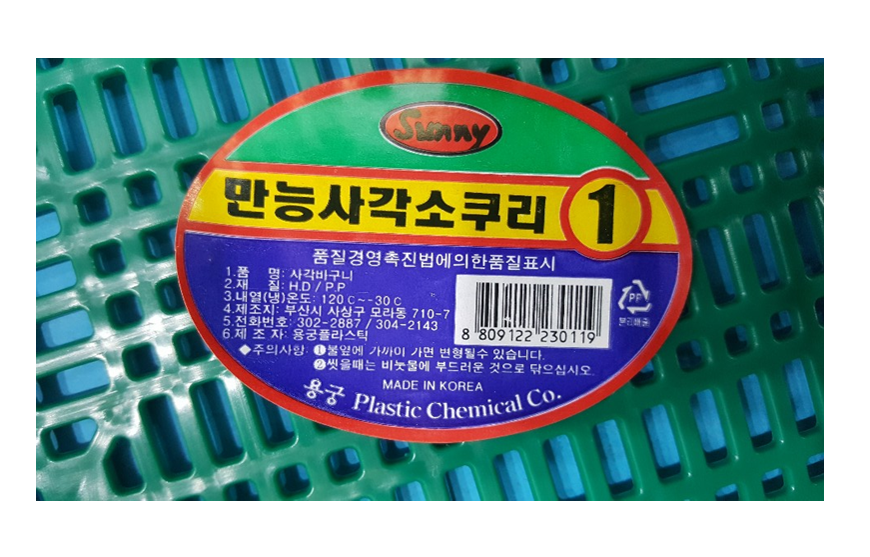 Sunny
만능사각소쿠리 1
품질경영촉진법에의한품질표시
1.품 명: 사각바구니
2.재 질: H.D / P.P
3.내열(냉)온도: 120 C ~ -30 C
4.제조지: 부산시 사상구 모라동 710-7
5.전화번호: 302-2887 / 304-2143
6.제 조 자: 용궁플라스틱
8 809122 230119
PP
분리배출
◆주의사항: ❶불옆에 가까이 가면 변형될수 있습니다.
❷씻을때는 비눗물에 부드러운 것으로 닦으십시오.
MADE IN KOREA
용궁 Plastic Chemical Co.